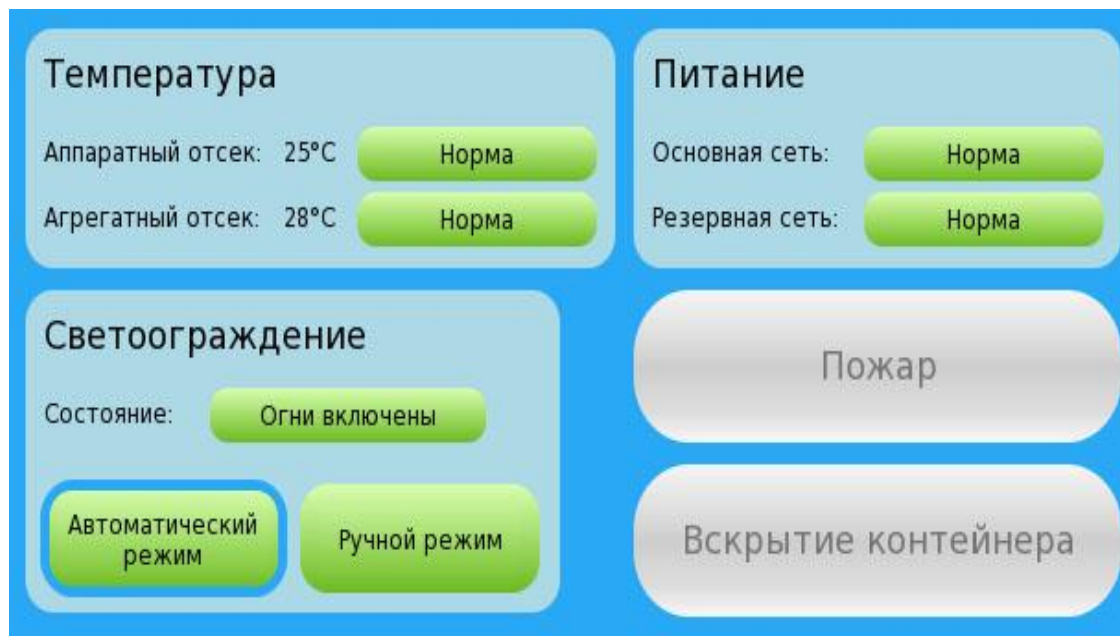 Температура
Аппаратный отсек: 25°C Норма
Агрегатный отсек: 28°C Норма
Питание
Основная сеть: Норма
Резервная сеть: Норма
Светоограждение
Состояние: Огни включены
Автоматический
режим
Ручной режим
Пожар
Вскрытие контейнера